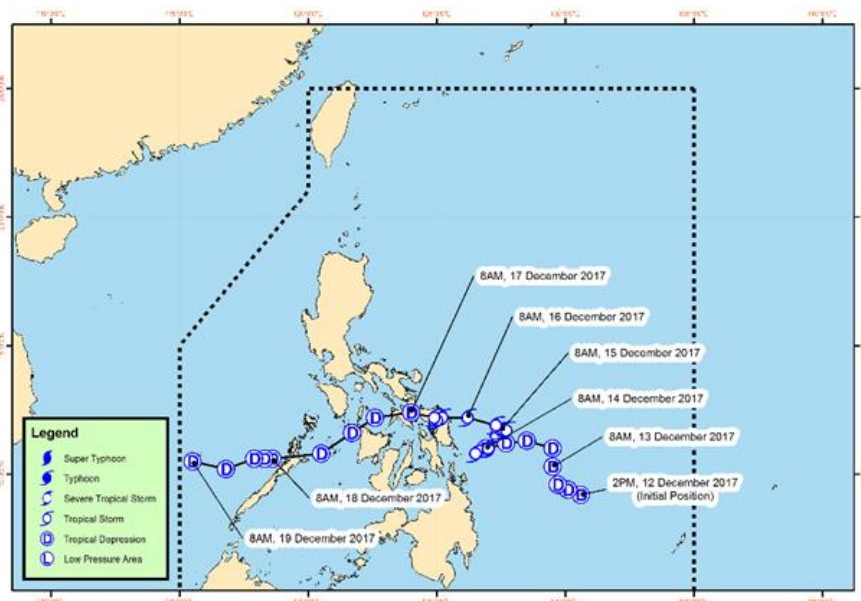 8AM, 17 December 2017
8AM, 16 December 2017
8AM, 15 December 2017
8AM, 14 December 2017
8AM, 13 December 2017
2PM, 12 December 2017
(Initial Position)
8AM, 18 December 2017
8AM, 19 December 2017
Legend
Super Typhoon
Typhoon
Severe Tropical Storm
Tropical Storm
D Tropical Depression
L Low Pressure Area